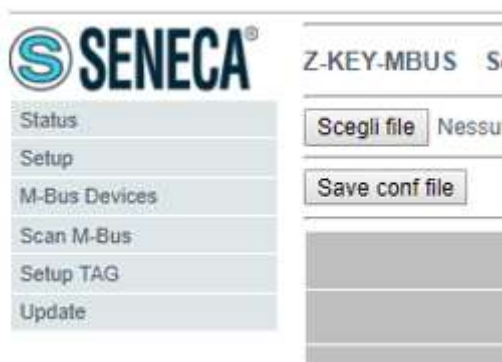 SENECA®
Z-KEY-MBUS
Status
Setup
M-Bus Devices
Scan M-Bus
Setup TAG
Update
Scegli file
Save conf file